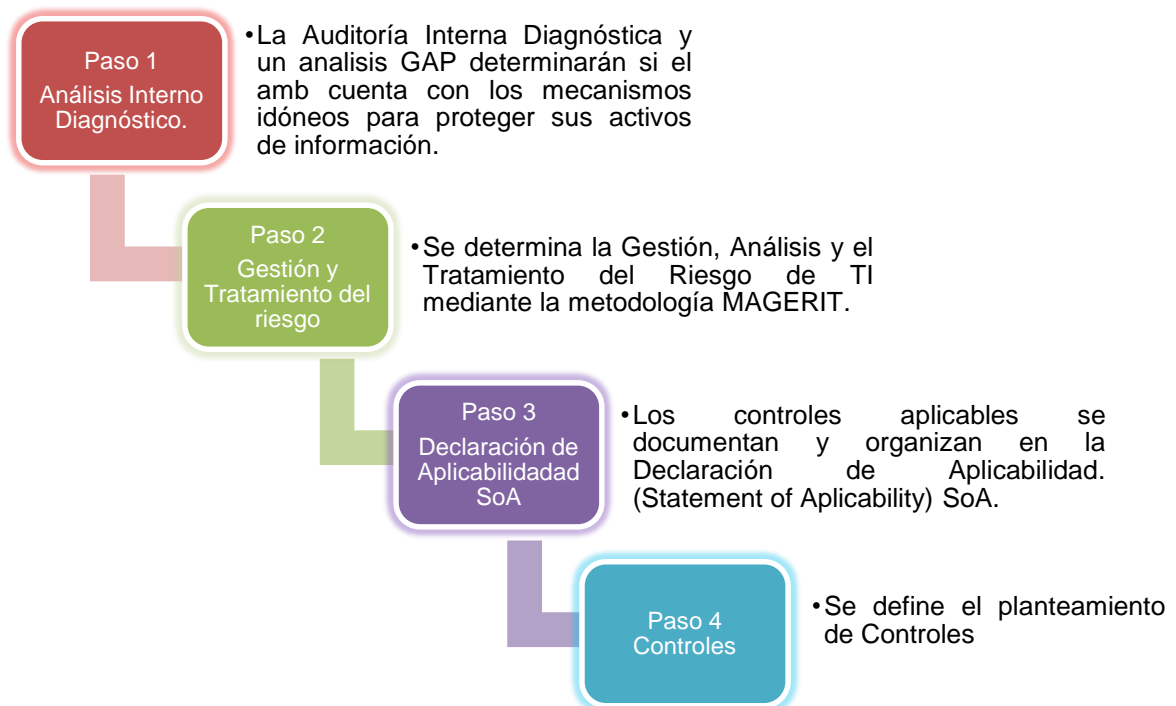 Paso 1
Análisis Interno
Diagnóstico.
•La Auditoría Interna Diagnóstica y
un analisis GAP determinarán si el
amb cuenta con los mecanismos
idóneos para proteger sus activos
de información.
Paso 2
Gestión y
Tratamiento del
riesgo
•Se determina la Gestión, Análisis y el
Tratamiento del Riesgo de TI
mediante la metodología MAGERIT.
Paso 3
Declaración de
Aplicabilidadad
SoA
•Los controles aplicables se
documentan y organizan en la
Declaración de Aplicabilidad.
(Statement of Aplicability) SoA.
Paso 4
Controles
•Se define el planteamiento
de Controles